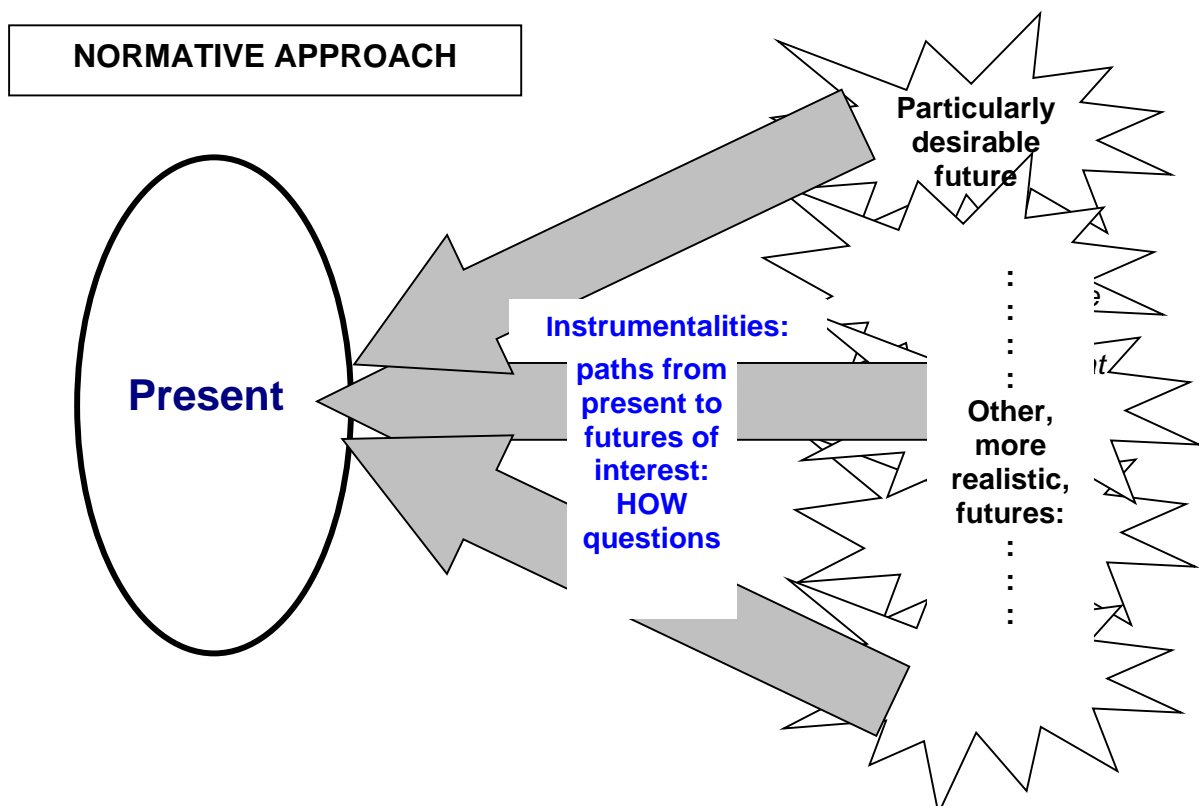 NORMATIVE APPROACH
Particularly
desirable
future
Present
Instrumentalities:
paths from
present to
futures of
interest:
HOW
questions
:
:
:
:
Other,
more
realistic,
futures:
:
:
: